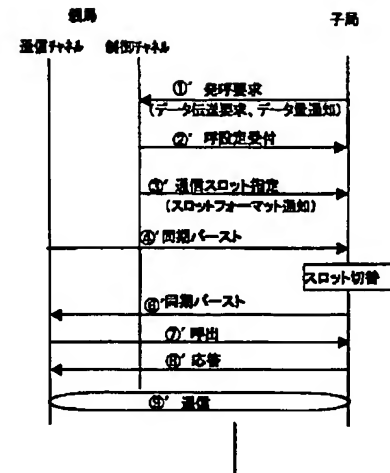 親局
子局
通信チャネル 制御チャネル
①' 発呼要求
(データ伝送要求、データ量通知)
②' 呼設定受付
③' 通信スロット指定
(スロットフォーマット通知)
④' 同期バースト
スロット切替
⑥' 同期バースト
⑦' 呼出
⑧' 応答
⑨' 通信